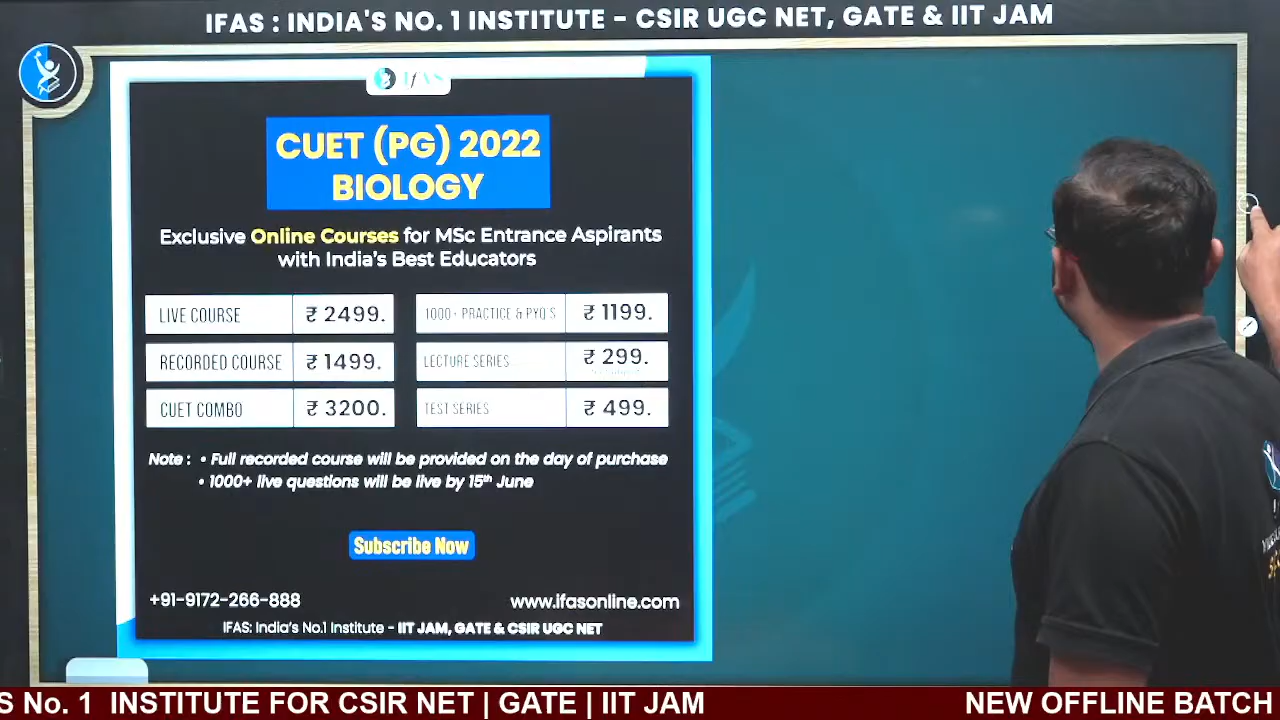 IFAS : INDIA'S NO. 1 INSTITUTE - CSIR UGC NET, GATE & IIT JAM
IFAS
CUET (PG) 2022
BIOLOGY
Exclusive Online Courses for MSc Entrance Aspirants
with India's Best Educators
LIVE COURSE ₹ 2499.
1000+ PRACTICE & PYQ'S ₹ 1199.
RECORDED COURSE ₹ 1499.
LECTURE SERIES ₹ 299.
CUET COMBO ₹ 3200.
TEST SERIES ₹ 499.
Note : • Full recorded course will be provided on the day of purchase
• 1000+ live questions will be live by 15th June
Subscribe Now
+91-9172-266-888
www.ifasonline.com
IFAS: India's No.1 Institute - IIT JAM, GATE & CSIR UGC NET
S No. 1 INSTITUTE FOR CSIR NET | GATE | IIT JAM
NEW OFFLINE BATCH